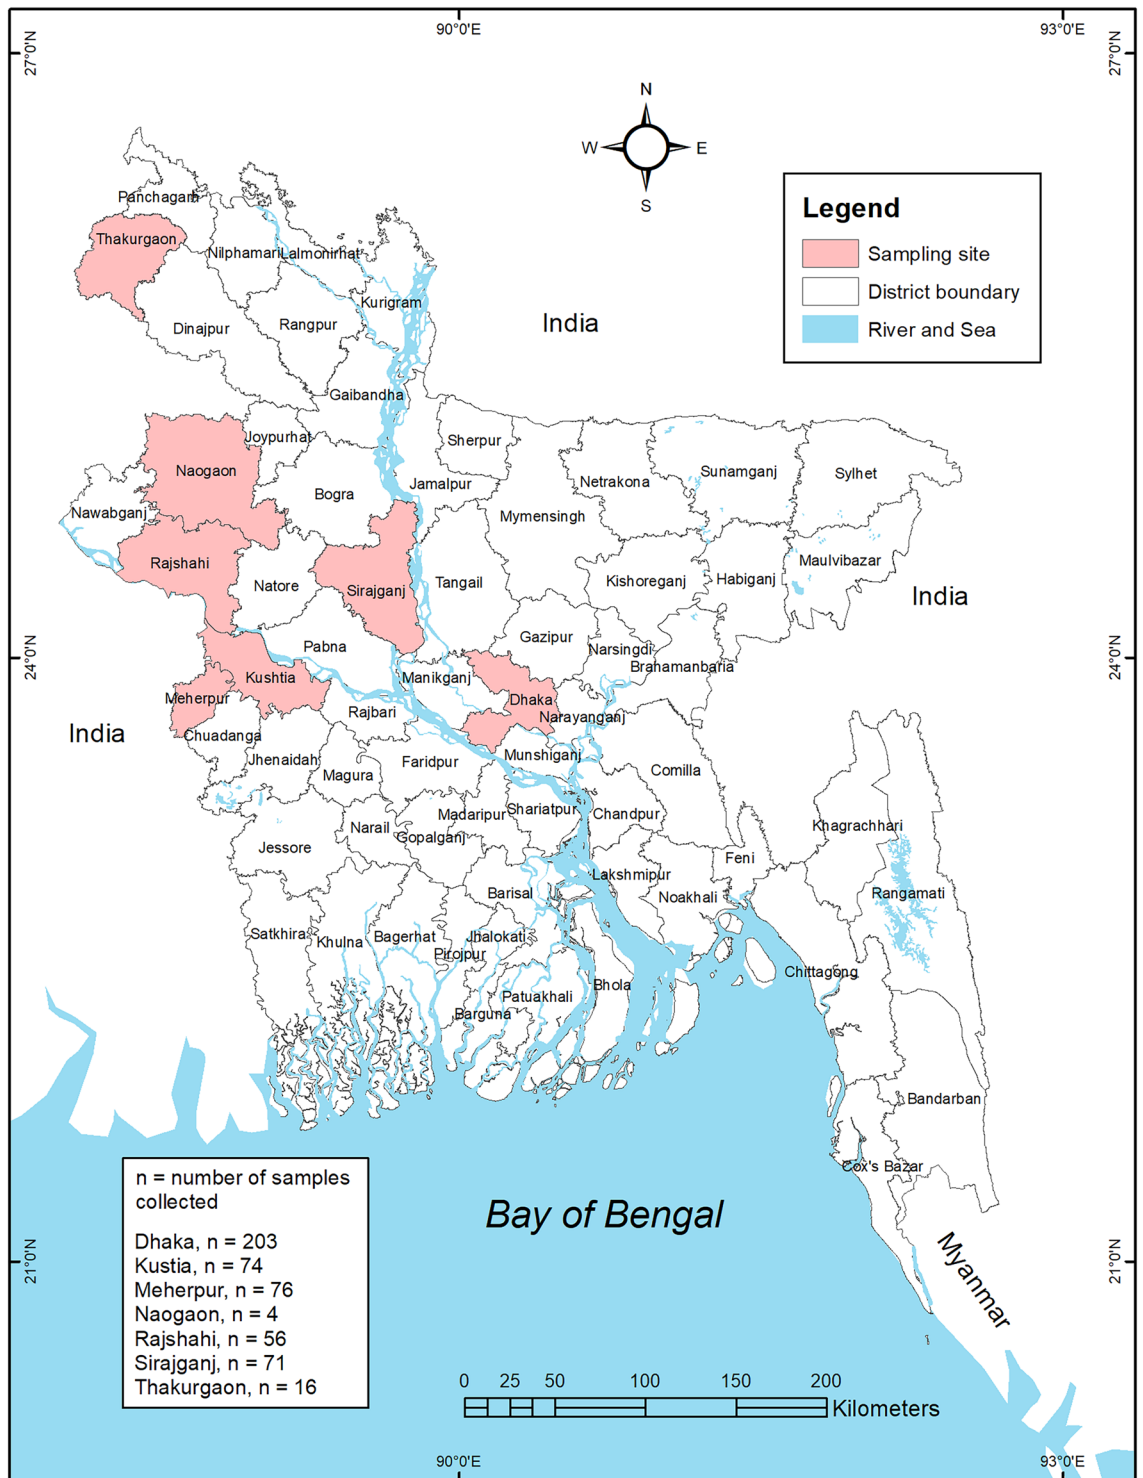 90°0'E
93°0'E
27°0'N
27°0'N
N
W
E
S
Legend
Sampling site
District boundary
River and Sea
Panchagarh
Thakurgaon
Nilphamari
Lalmonirhat
Kurigram
Dinajpur
Rangpur
India
Gaibandha
Joypurhat
Sherpur
Naogaon
Sunamganj
Sylhet
Bogra
Jamalpur
Netrakona
Nawabganj
Mymensingh
Rajshahi
Maulvibazar
Natore
Sirajganj
Tangail
Kishoreganj
Habiganj
India
Gazipur
Pabna
Narsingdi
Brahamanbaria
24°0'N
24°0'N
Kushtia
Manikganj
Meherpur
Dhaka
Rajbari
Narayanganj
India
Chuadanga
Jhenaidah
Faridpur
Munshiganj
Magura
Comilla
Madaripur
Shariatpur
Chandpur
Narail
Gopalganj
Khagrachhari
Jessore
Feni
Lakshmipur
Barisal
Noakhali
Rangamati
Satkhira
Khulna
Bagerhat
Jhalokati
Pirojpur
Chittagong
Bhola
Patuakhali
Barguna
Bandarban
Cox's Bazar
n = number of samples
collected
Dhaka, n = 203
Kustia, n = 74
Meherpur, n = 76
Naogaon, n = 4
Rajshahi, n = 56
Sirajganj, n = 71
Thakurgaon, n = 16
Bay of Bengal
21°0'N
21°0'N
Myanmar
0 25 50 100 150 200
Kilometers
90°0'E
93°0'E